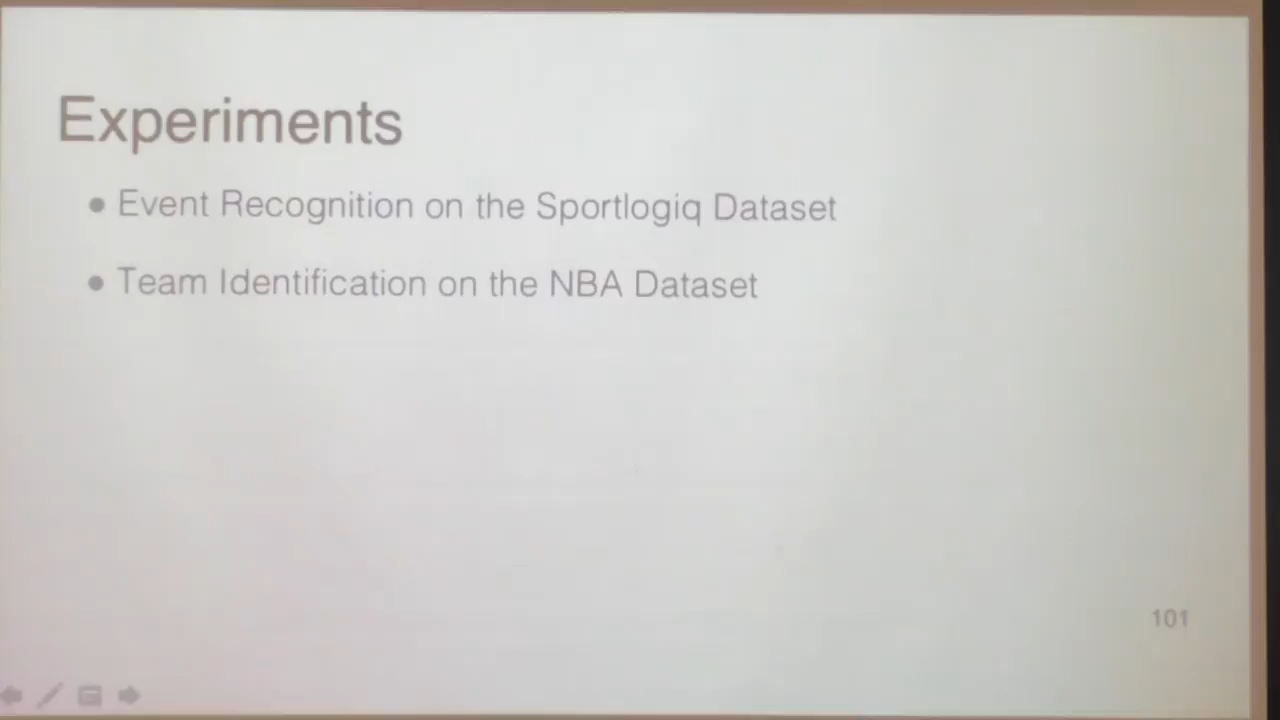 Experiments
● Event Recognition on the Sportlogiq Dataset
● Team Identification on the NBA Dataset
101